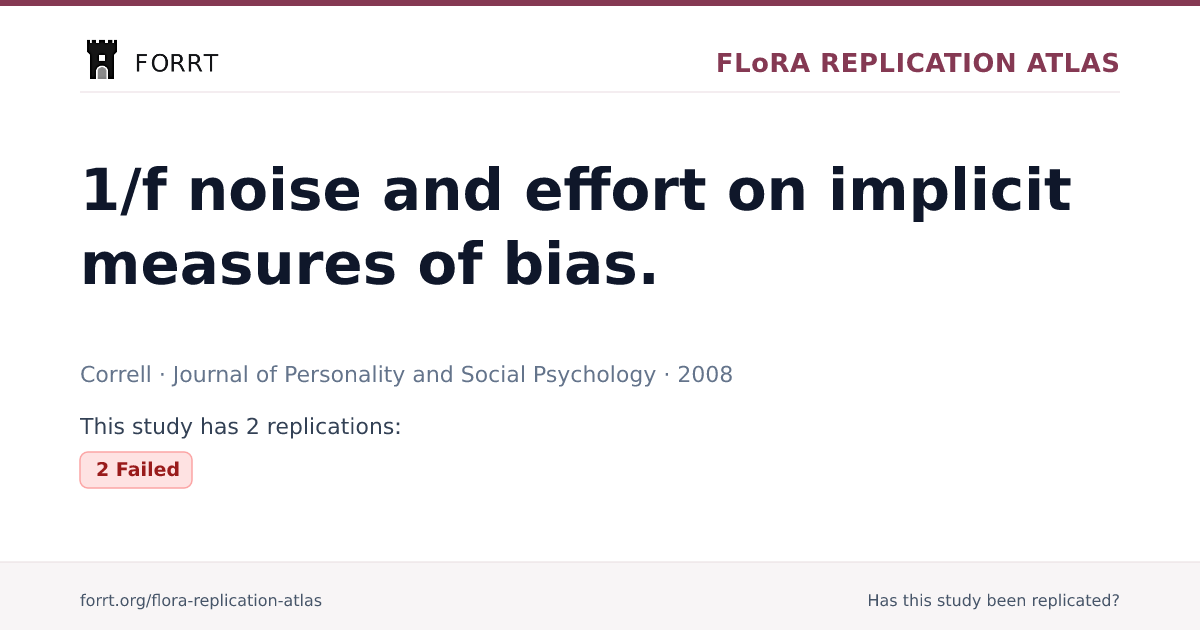 FORRT
FLoRA REPLICATION ATLAS
1/f noise and effort on implicit
measures of bias.
Correll · Journal of Personality and Social Psychology · 2008
This study has 2 replications:
2 Failed
forrt.org/flora-replication-atlas
Has this study been replicated?